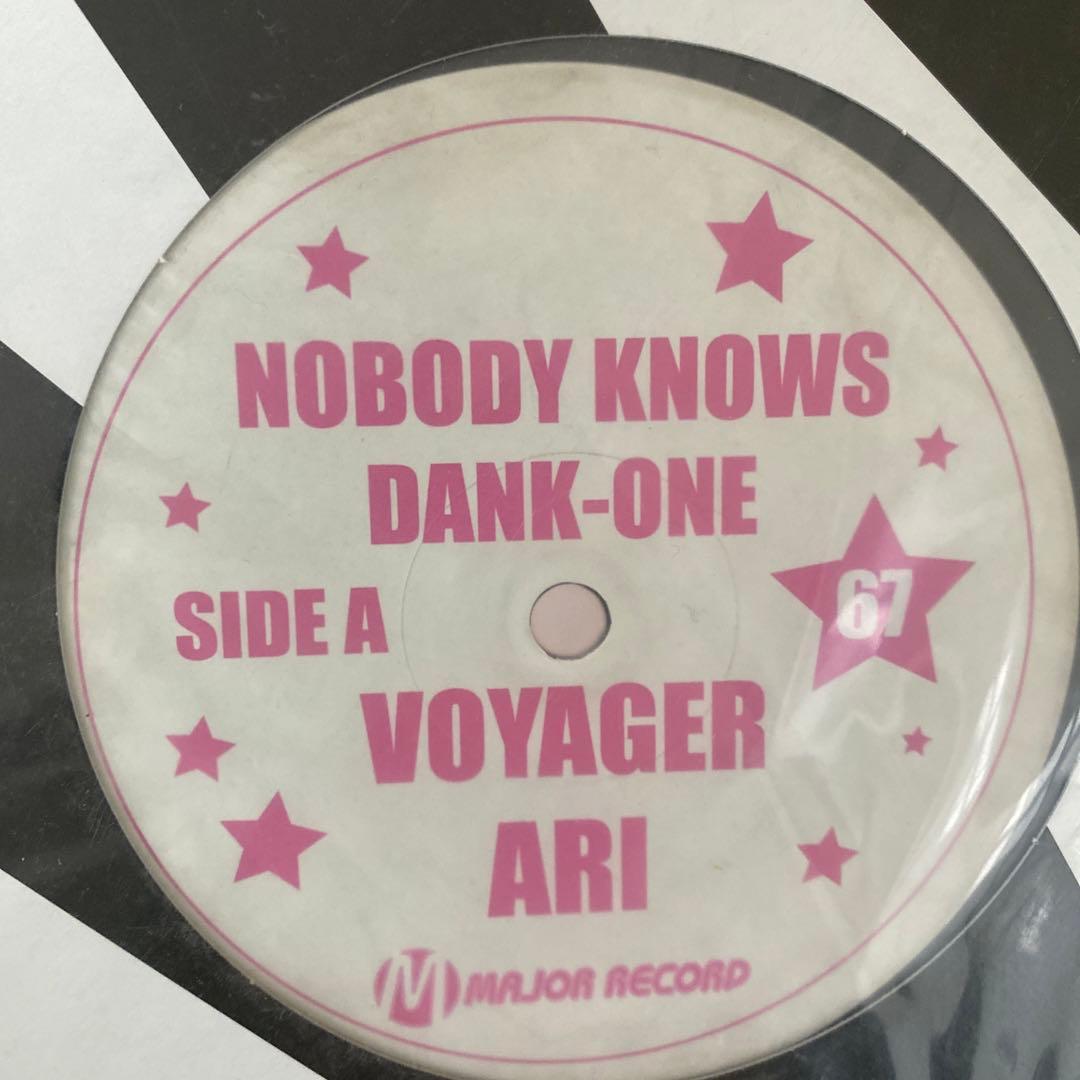 NOBODY KNOWS
DANK-ONE
SIDE A
67
VOYAGER
ARI
M MAJOR RECORD